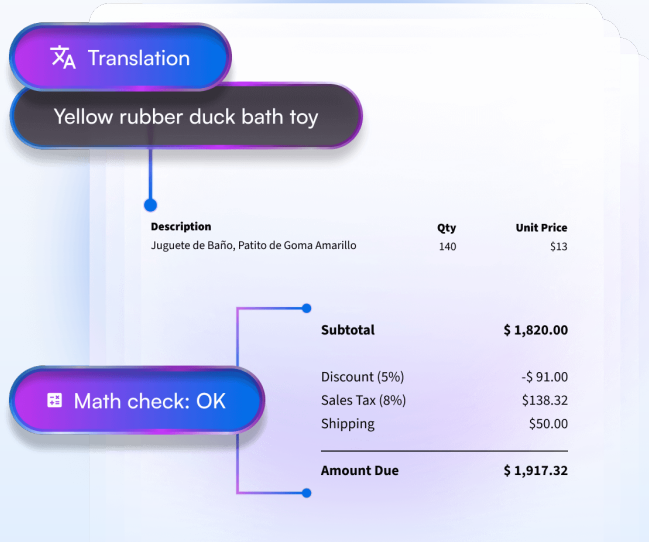 Translation
Yellow rubber duck bath toy
Description Qty Unit Price
Juguete de Baño, Patito de Goma Amarillo 140 $13
Subtotal $ 1,820.00
Discount (5%) -$ 91.00
Sales Tax (8%) $138.32
Shipping $50.00
Math check: OK
Amount Due $ 1,917.32